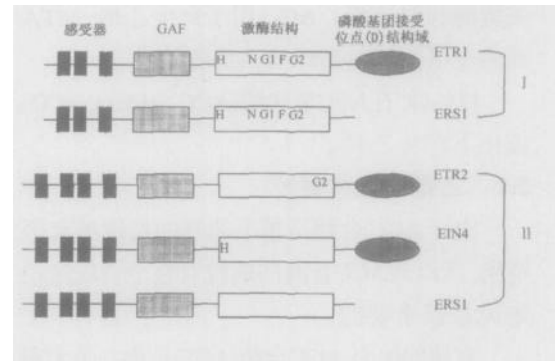 感受器 GAF 激酶结构 磷酸基团接受
位点(D)结构域
H N G1 F G2 ETR1
I
H N G1 F G2 ERS1
G2 ETR2
H EIN4
II
ERS1